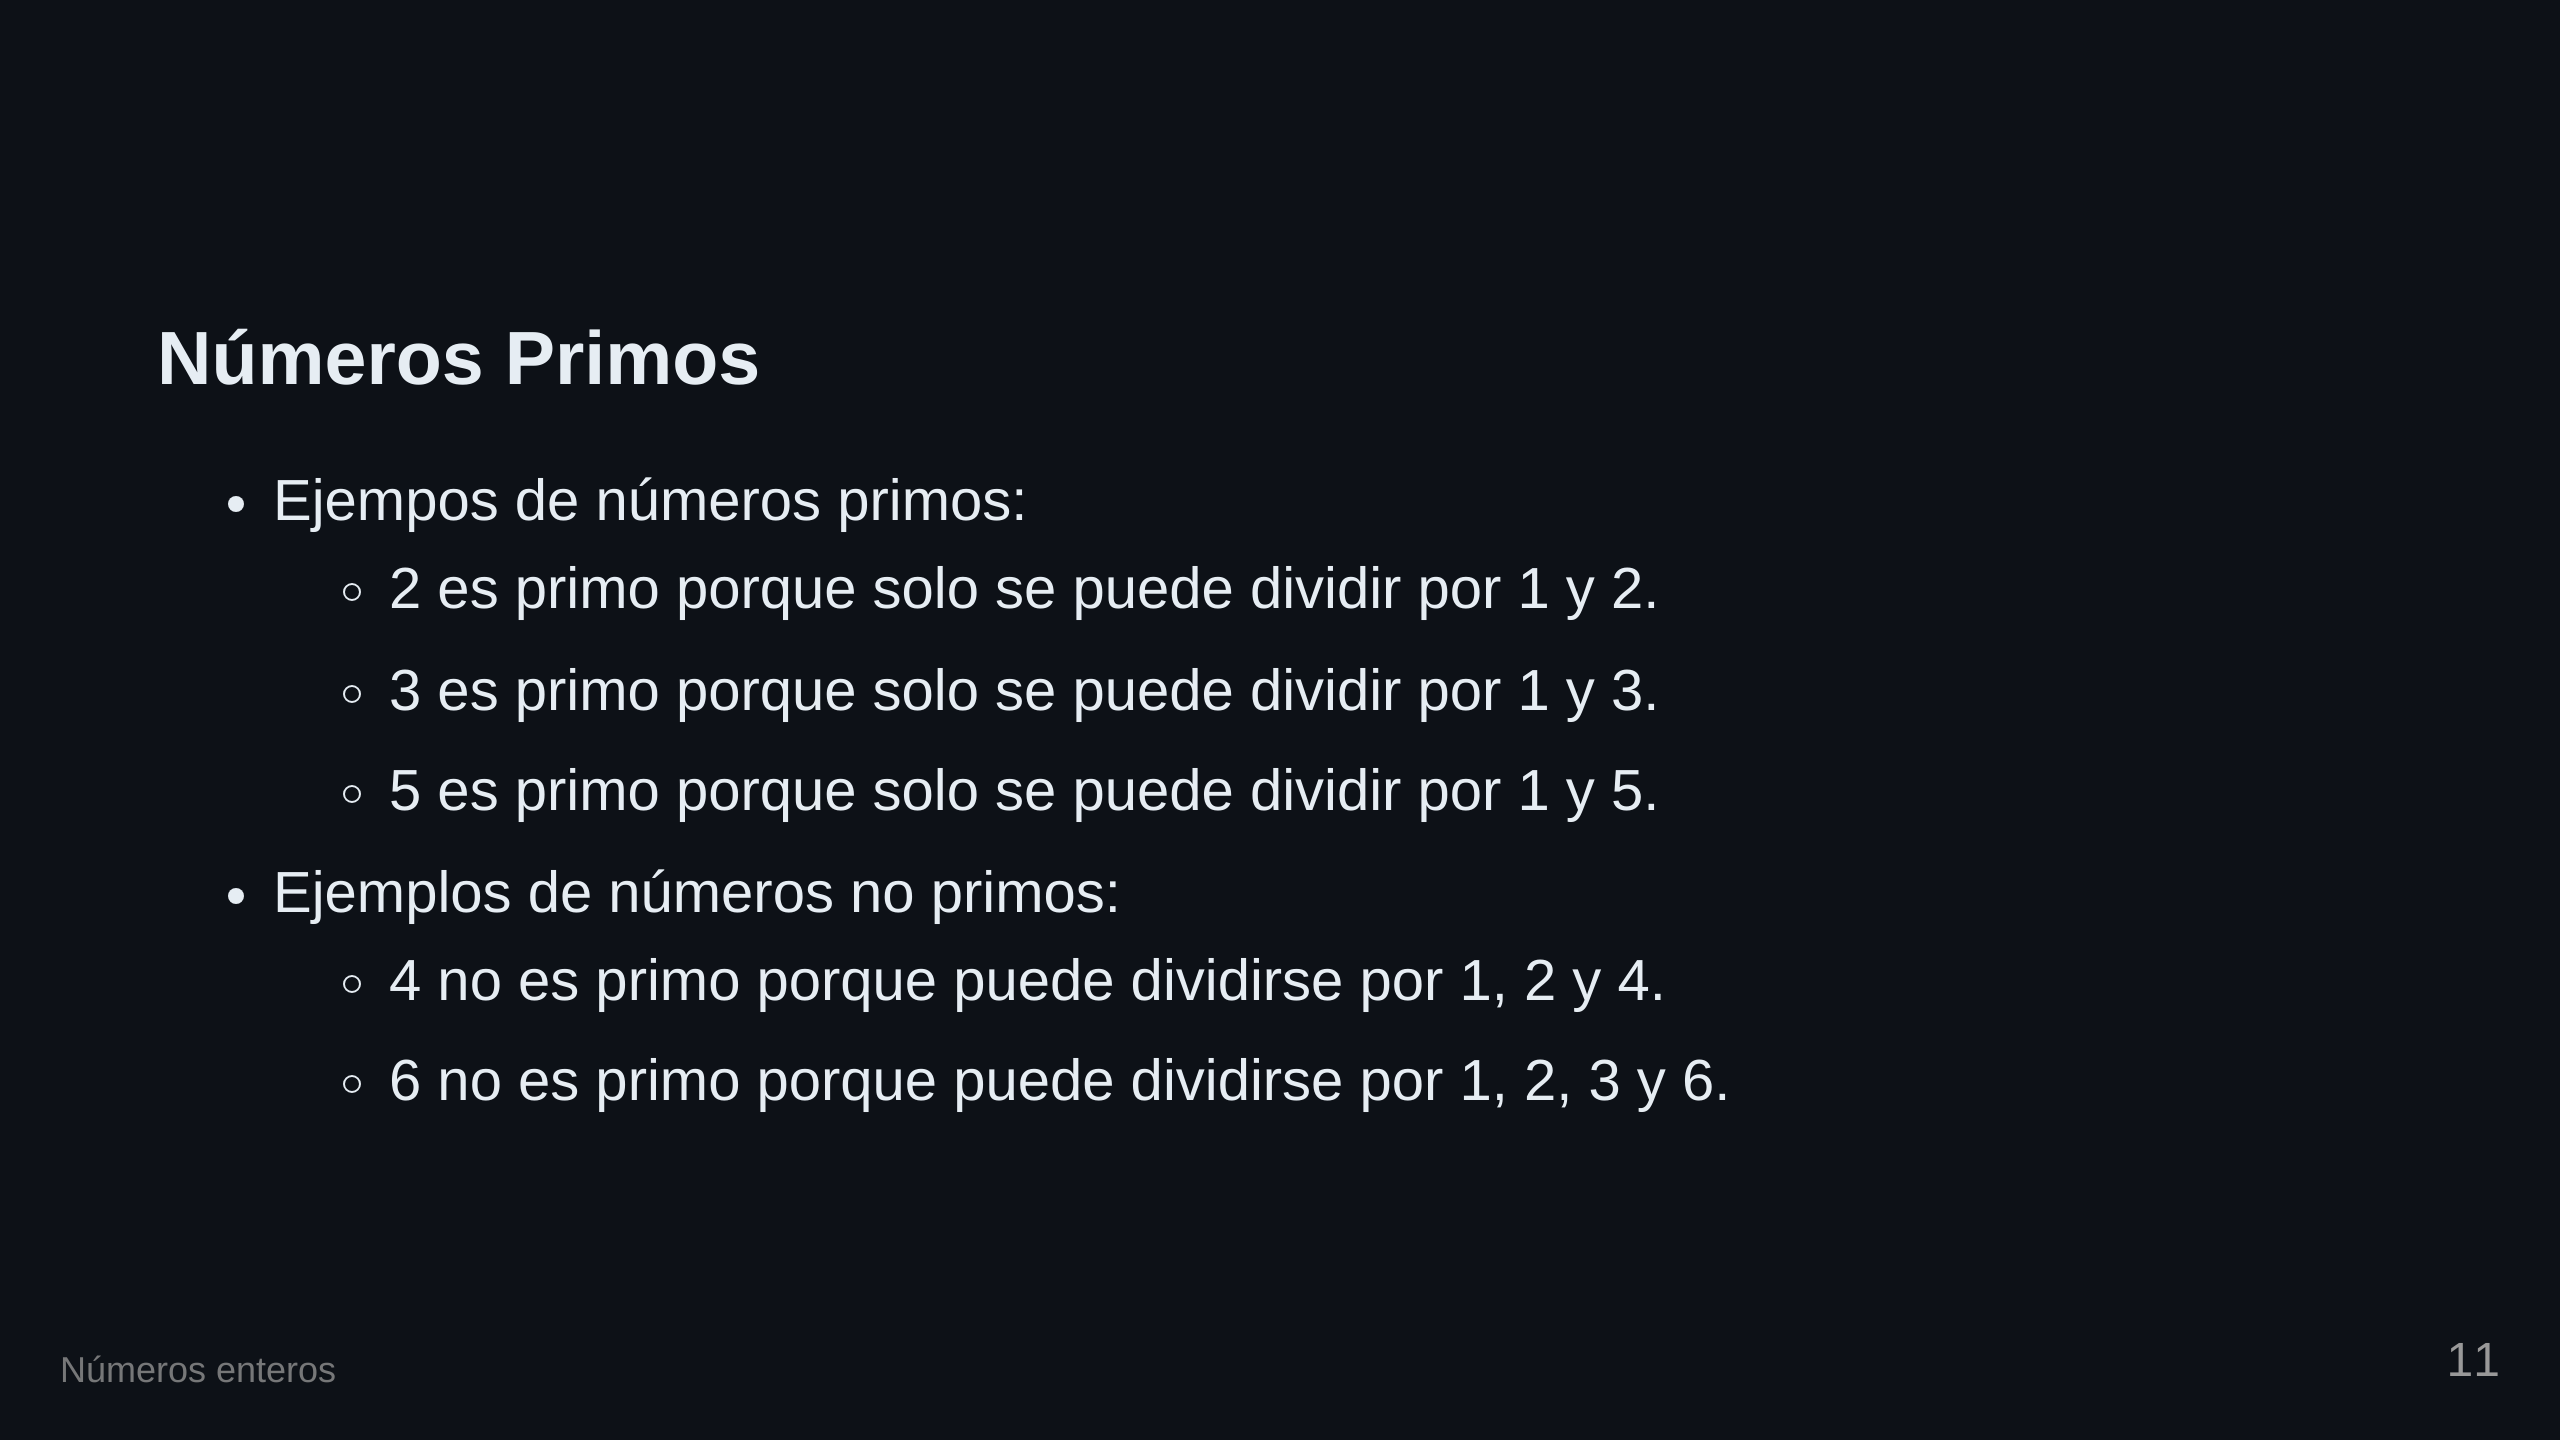 Números Primos
Ejempos de números primos:
2 es primo porque solo se puede dividir por 1 y 2.
3 es primo porque solo se puede dividir por 1 y 3.
5 es primo porque solo se puede dividir por 1 y 5.
Ejemplos de números no primos:
4 no es primo porque puede dividirse por 1, 2 y 4.
6 no es primo porque puede dividirse por 1, 2, 3 y 6.
Números enteros
11